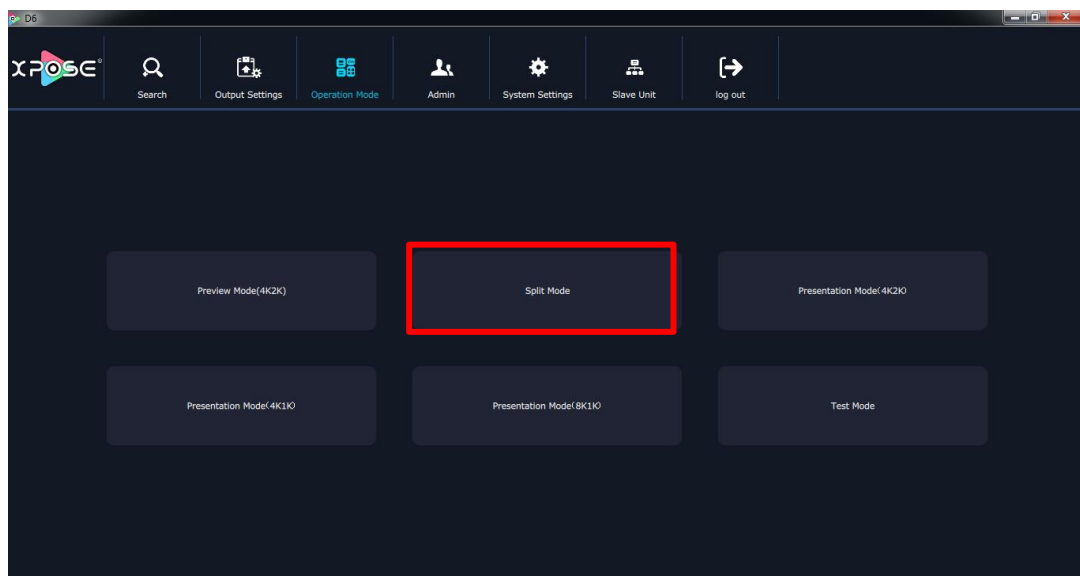 D6
XPOSE®
Search
Output Settings
Operation Mode
Admin
System Settings
Slave Unit
log out
Preview Mode(4K2K)
Split Mode
Presentation Mode(4K2K)
Presentation Mode(4K1K)
Presentation Mode(8K1K)
Test Mode